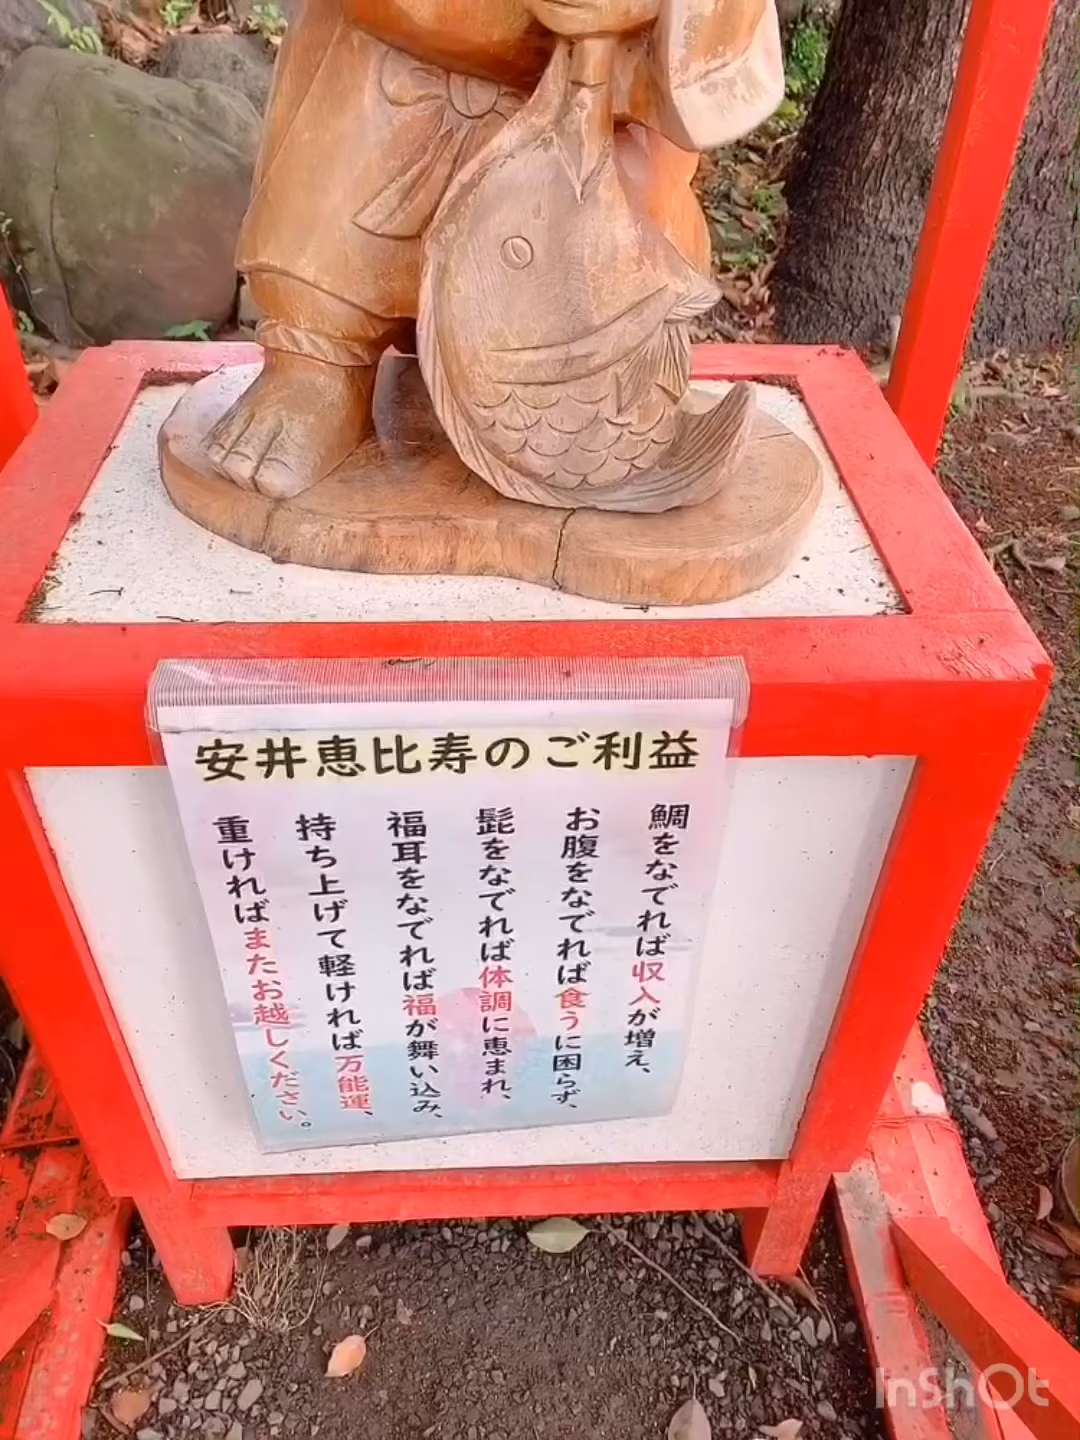 安井恵比寿のご利益
鯛をなでれば収入が増え、
お腹をなでれば食うに困らず、
髭をなでれば体調に恵まれ、
福耳をなでれば福が舞い込み、
持ち上げて軽ければ万能運、
重ければまたお越しください。
InShOt